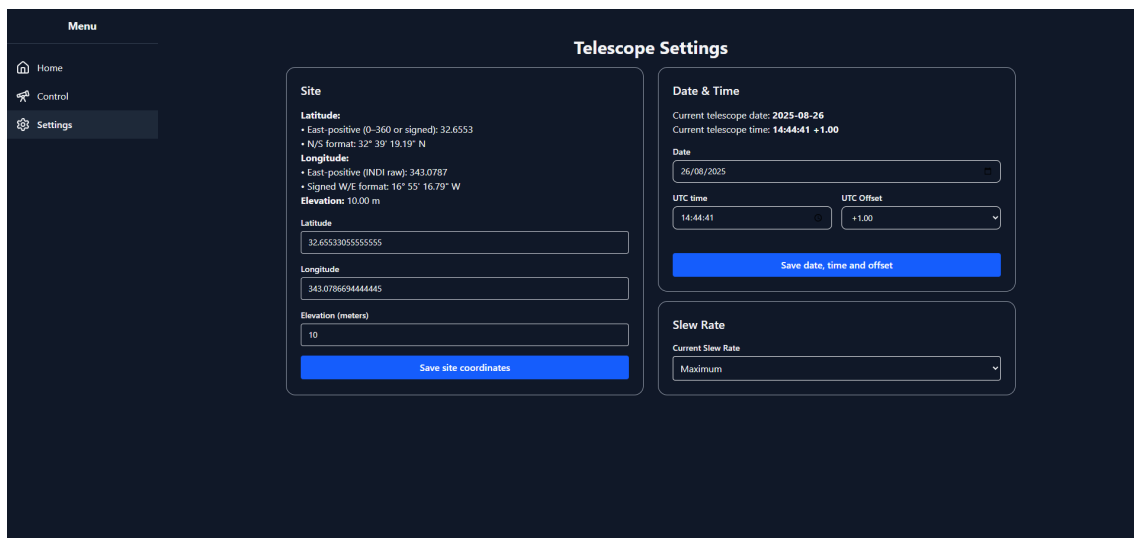 Menu
Home
Control
Settings
Telescope Settings
Site
Latitude:
• East-positive (0–360 or signed): 32.6553
• N/S format: 32° 39' 19.19" N
Longitude:
• East-positive (INDI raw): 343.0787
• Signed W/E format: 16° 55' 16.79" W
Elevation: 10.00 m
Latitude
32.65533055555555
Longitude
343.0786694444445
Elevation (meters)
10
Save site coordinates
Date & Time
Current telescope date: 2025-08-26
Current telescope time: 14:44:41 +1.00
Date
26/08/2025
UTC time UTC Offset
14:44:41 +1.00
Save date, time and offset
Slew Rate
Current Slew Rate
Maximum